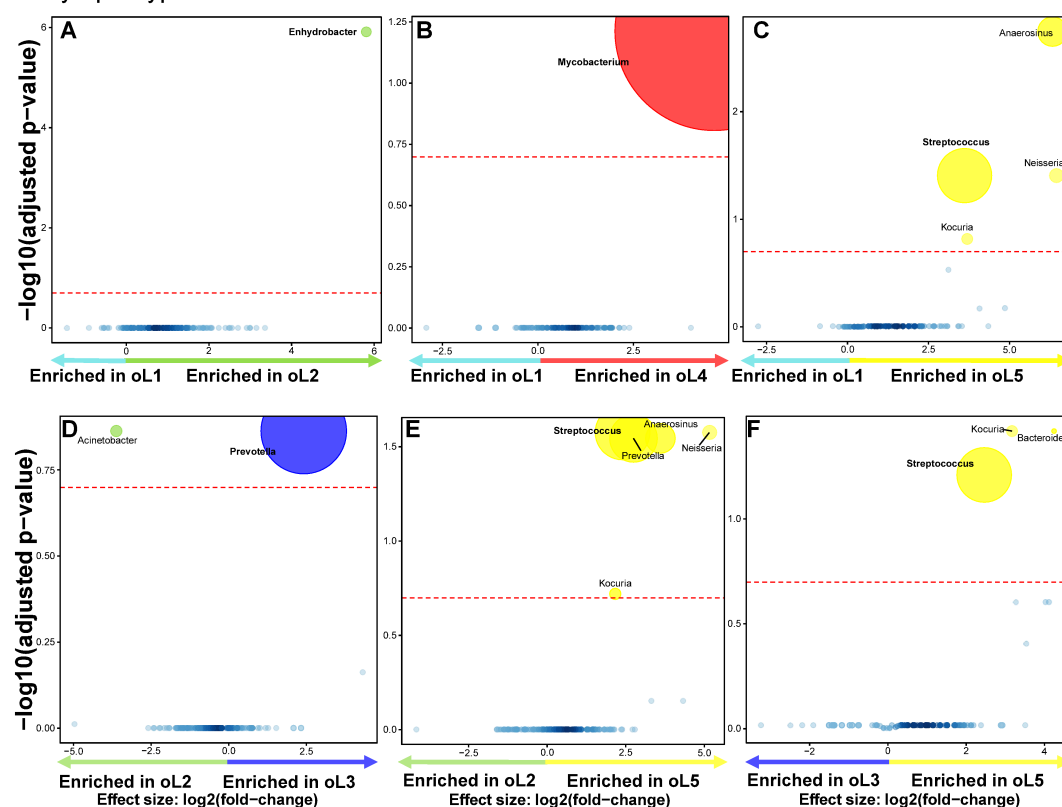 A
Enhydrobacter
−log10(adjusted p−value)
6
4
2
0
0
2
4
6
Enriched in oL1
Enriched in oL2
B
Mycobacterium
1.25
1.00
0.75
0.50
0.25
0.00
−2.5
0.0
2.5
Enriched in oL1
Enriched in oL4
C
Anaerosinus
Streptococcus
Neisseria
Kocuria
2
1
0
−2.5
0.0
2.5
5.0
Enriched in oL1
Enriched in oL5
D
Acinetobacter
Prevotella
−log10(adjusted p−value)
0.75
0.50
0.25
0.00
−5.0
−2.5
0.0
2.5
Enriched in oL2
Enriched in oL3
Effect size: log2(fold−change)
E
Streptococcus
Anaerosinus
Prevotella
Neisseria
Kocuria
1.5
1.0
0.5
0.0
0.0
2.5
5.0
Enriched in oL2
Enriched in oL5
Effect size: log2(fold−change)
F
Kocuria
Bacteroide
Streptococcus
1.0
0.5
0.0
−2
0
2
4
Enriched in oL3
Enriched in oL5
Effect size: log2(fold−change)